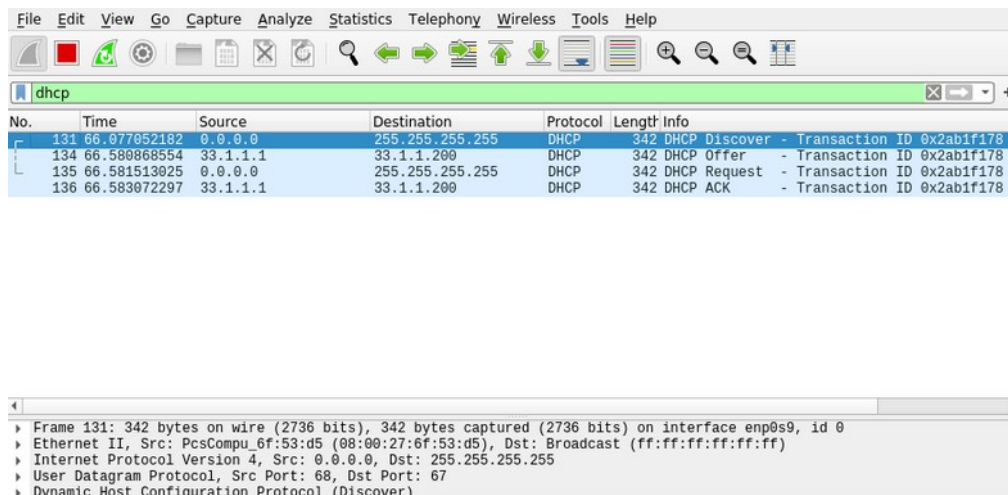 File Edit View Go Capture Analyze Statistics Telephony Wireless Tools Help
dhcp
No. Time Source Destination Protocol Length Info
131 66.077052182 0.0.0.0 255.255.255.255 DHCP 342 DHCP Discover - Transaction ID 0x2ab1f178
134 66.580868554 33.1.1.1 33.1.1.200 DHCP 342 DHCP Offer - Transaction ID 0x2ab1f178
135 66.581513025 0.0.0.0 255.255.255.255 DHCP 342 DHCP Request - Transaction ID 0x2ab1f178
136 66.583072297 33.1.1.1 33.1.1.200 DHCP 342 DHCP ACK - Transaction ID 0x2ab1f178
Frame 131: 342 bytes on wire (2736 bits), 342 bytes captured (2736 bits) on interface enp0s9, id 0
Ethernet II, Src: PcsCompu_6f:53:d5 (08:00:27:6f:53:d5), Dst: Broadcast (ff:ff:ff:ff:ff:ff)
Internet Protocol Version 4, Src: 0.0.0.0, Dst: 255.255.255.255
User Datagram Protocol, Src Port: 68, Dst Port: 67
Dynamic Host Configuration Protocol (Discover)